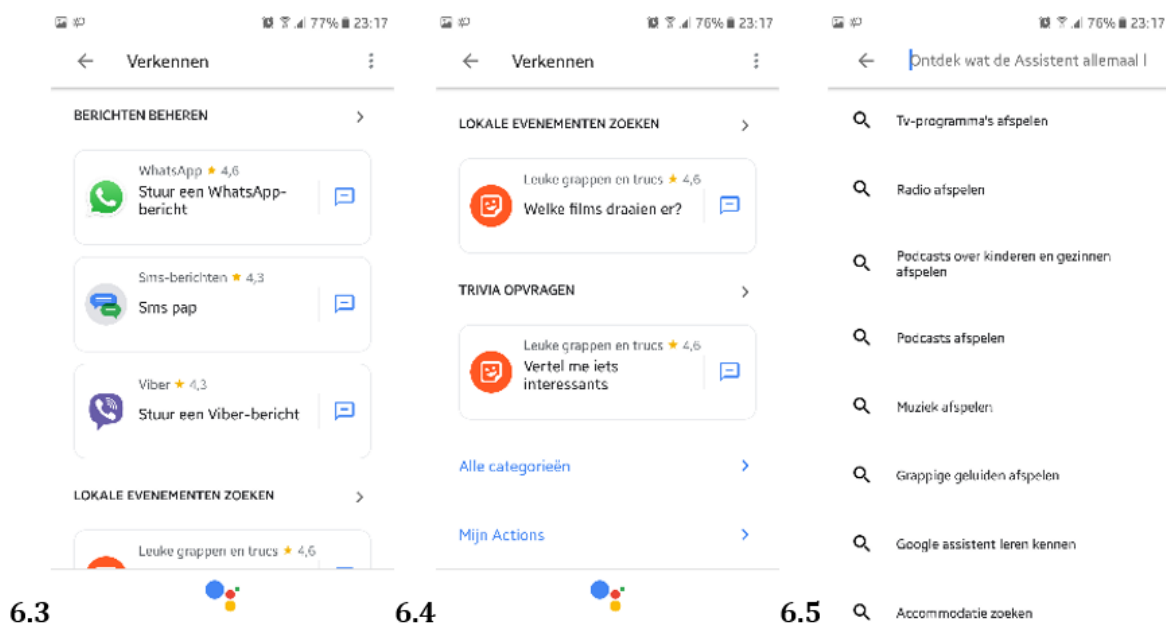 77% 23:17
Verkennen
BERICHTEN BEHEREN
WhatsApp ★ 4,6
Stuur een WhatsApp-
bericht
Sms-berichten ★ 4,3
Sms pap
Viber ★ 4,3
Stuur een Viber-bericht
LOKALE EVENEMENTEN ZOEKEN
Leuke grappen en trucs ★ 4,6
6.3
76% 23:17
Verkennen
LOKALE EVENEMENTEN ZOEKEN
Leuke grappen en trucs ★ 4,6
Welke films draaien er?
TRIVIA OPVRAGEN
Leuke grappen en trucs ★ 4,6
Vertel me iets
interessants
Alle categorieën
Mijn Actions
6.4
76% 23:17
Ontdek wat de Assistent allemaal l
Tv-programma's afspelen
Radio afspelen
Podcasts over kinderen en gezinnen
afspelen
Podcasts afspelen
Muziek afspelen
Grappige geluiden afspelen
Google assistent leren kennen
Accommodatie zoeken
6.5